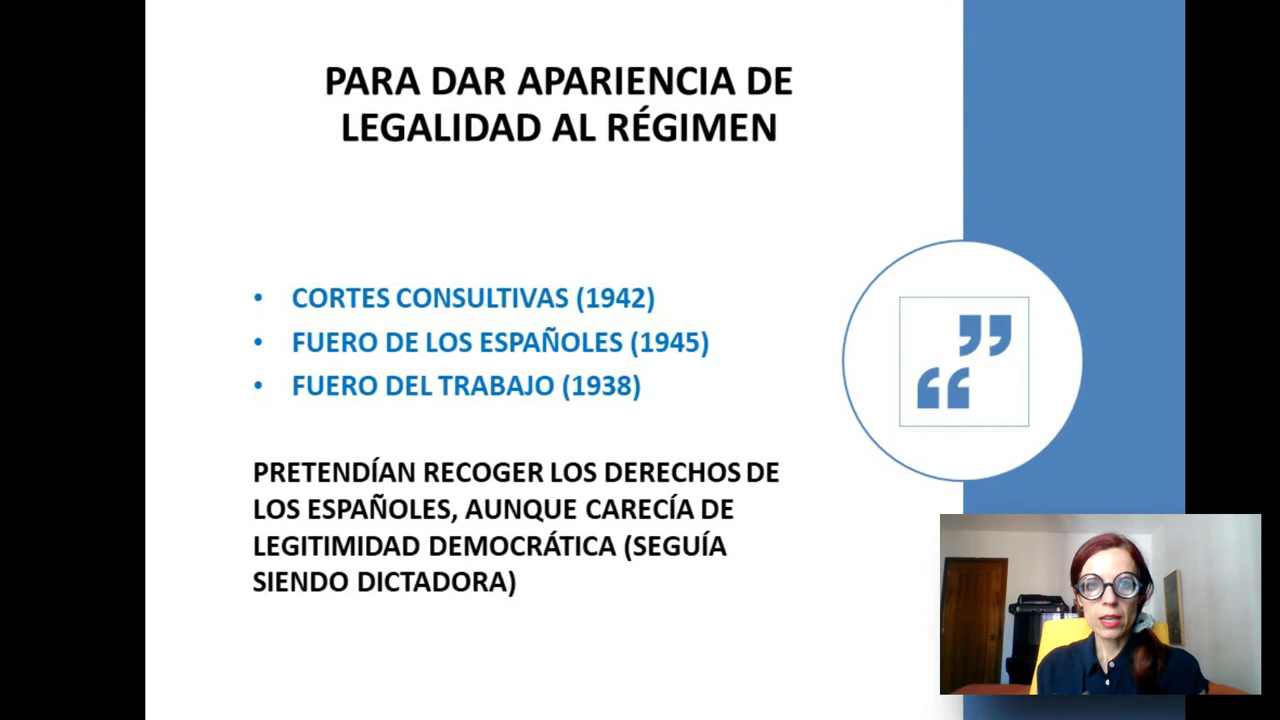 PARA DAR APARIENCIA DE
LEGALIDAD AL RÉGIMEN
• CORTES CONSULTIVAS (1942)
• FUERO DE LOS ESPAÑOLES (1945)
• FUERO DEL TRABAJO (1938)
PRETENDÍAN RECOGER LOS DERECHOS DE
LOS ESPAÑOLES, AUNQUE CARECÍA DE
LEGITIMIDAD DEMOCRÁTICA (SEGUÍA
SIENDO DICTADORA)